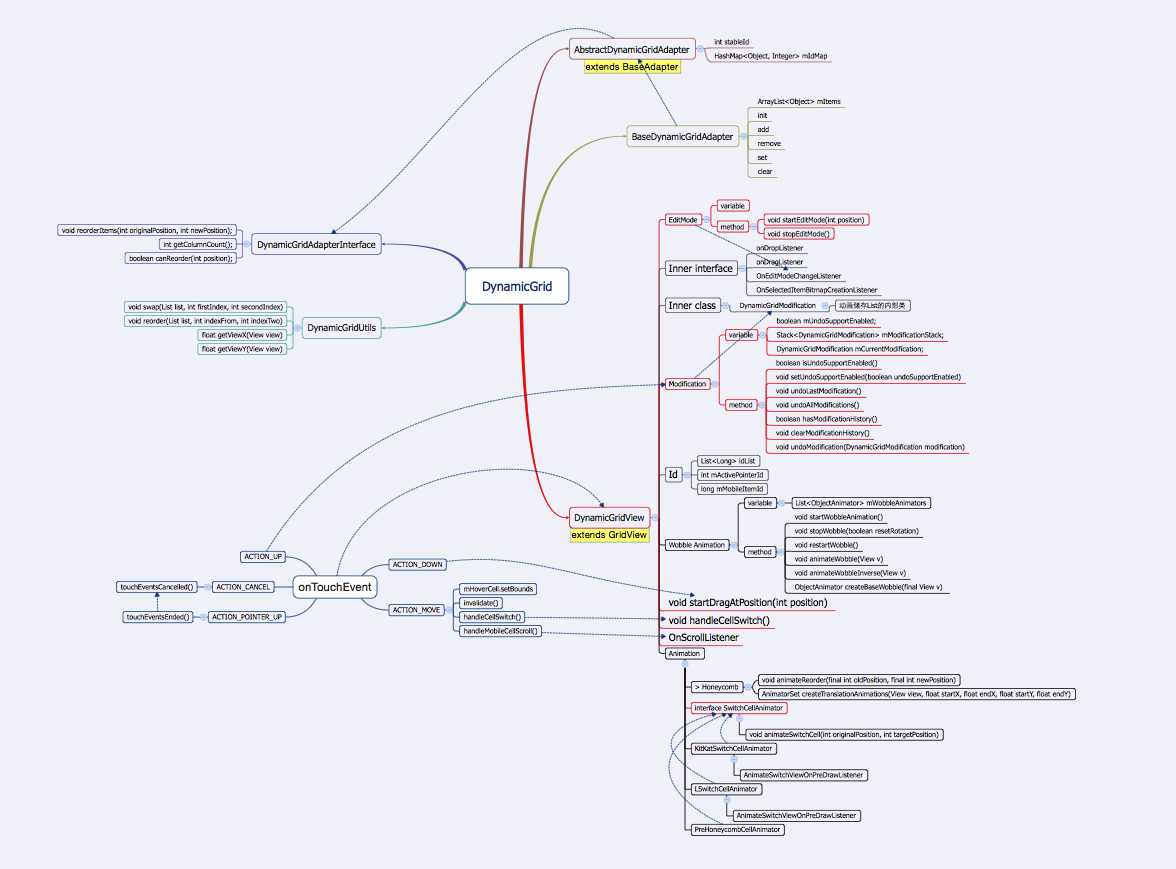 AbstractDynamicGridAdapter
extends BaseAdapter
int stableId
HashMap<Object, Integer> mIdMap
BaseDynamicGridAdapter
ArrayList<Object> mItems
init
add
remove
set
clear
void reorderItems(int originalPosition, int newPosition);
int getColumnCount();
boolean canReorder(int position);
DynamicGridAdapterInterface
DynamicGrid
void swap(List list, int firstIndex, int secondIndex)
void reorder(List list, int indexFrom, int indexTwo)
float getViewX(View view)
float getViewY(View view)
DynamicGridUtils
DynamicGridView
extends GridView
EditMode
variable
method
void startEditMode(int position)
void stopEditMode()
Inner interface
onDropListener
onDragListener
OnEditModeChangeListener
OnSelectedItemBitmapCreationListener
Inner class
DynamicGridModification
动画储存List的内部类
Modification
variable
boolean mUndoSupportEnabled;
Stack<DynamicGridModification> mModificationStack;
DynamicGridModification mCurrentModification;
method
boolean isUndoSupportEnabled()
void setUndoSupportEnabled(boolean undoSupportEnabled)
void undoLastModification()
void undoAllModifications()
boolean hasModificationHistory()
void clearModificationHistory()
void undoModification(DynamicGridModification modification)
Id
List<Long> idList
int mActivePointerId
long mMobileItemId
Wobble Animation
variable
List<ObjectAnimator> mWobbleAnimators
method
void startWobbleAnimation()
void stopWobble(boolean resetRotation)
void restartWobble()
void animateWobble(View v)
void animateWobbleInverse(View v)
ObjectAnimator createBaseWobble(final View v)
void startDragAtPosition(int position)
void handleCellSwitch()
OnScrollListener
Animation
> Honeycomb
void animateReorder(final int oldPosition, final int newPosition)
AnimatorSet createTranslationAnimations(View view, float startX, float endX, float startY, float endY)
interface SwitchCellAnimator
void animateSwitchCell(int originalPosition, int targetPosition)
KitKatSwitchCellAnimator
AnimateSwitchViewOnPreDrawListener
LSwitchCellAnimator
AnimateSwitchViewOnPreDrawListener
PreHoneycombCellAnimator
onTouchEvent
ACTION_UP
ACTION_CANCEL
touchEventsCancelled()
ACTION_POINTER_UP
touchEventsEnded()
ACTION_DOWN
ACTION_MOVE
mHoverCell.setBounds
invalidate()
handleCellSwitch()
handleMobileCellScroll()